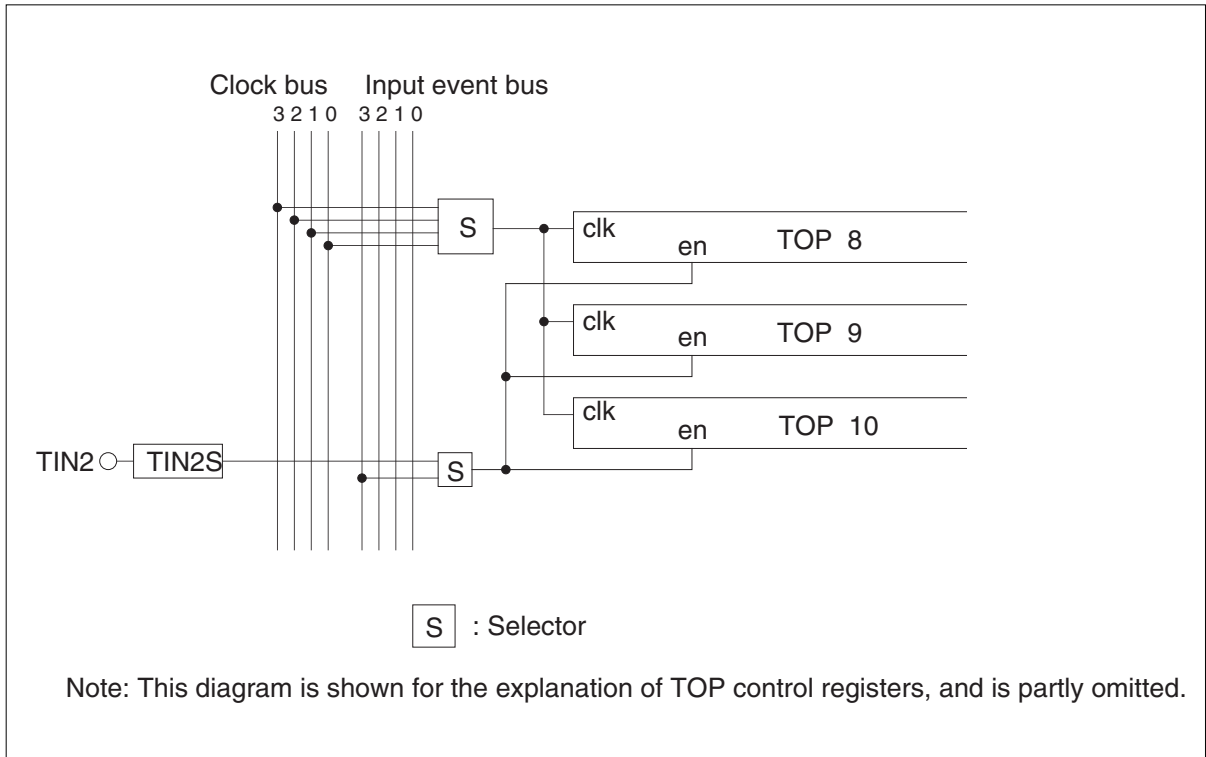 Clock bus Input event bus
3 2 1 0 3 2 1 0
S
clk
en
TOP 8
clk
en
TOP 9
clk
en
TOP 10
TIN2
TIN2S
S
S : Selector
Note: This diagram is shown for the explanation of TOP control registers, and is partly omitted.